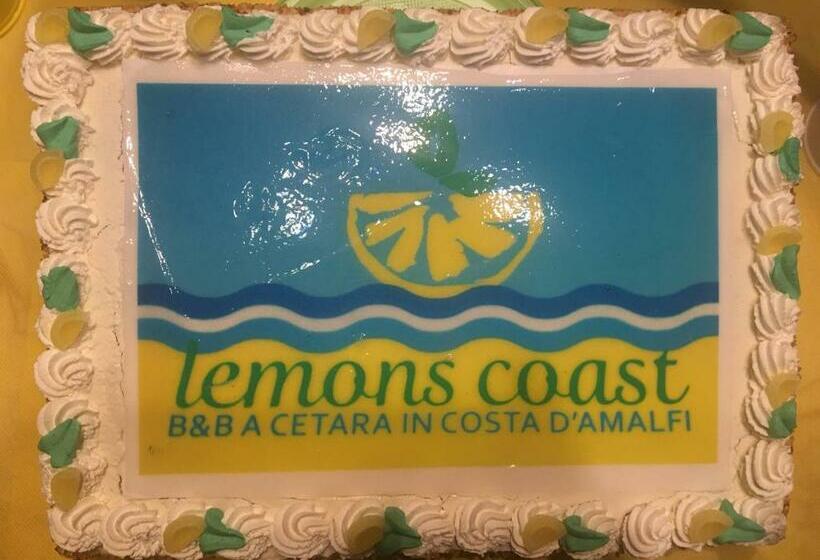 lemons coast
B&B A CETARA IN COSTA D'AMALFI